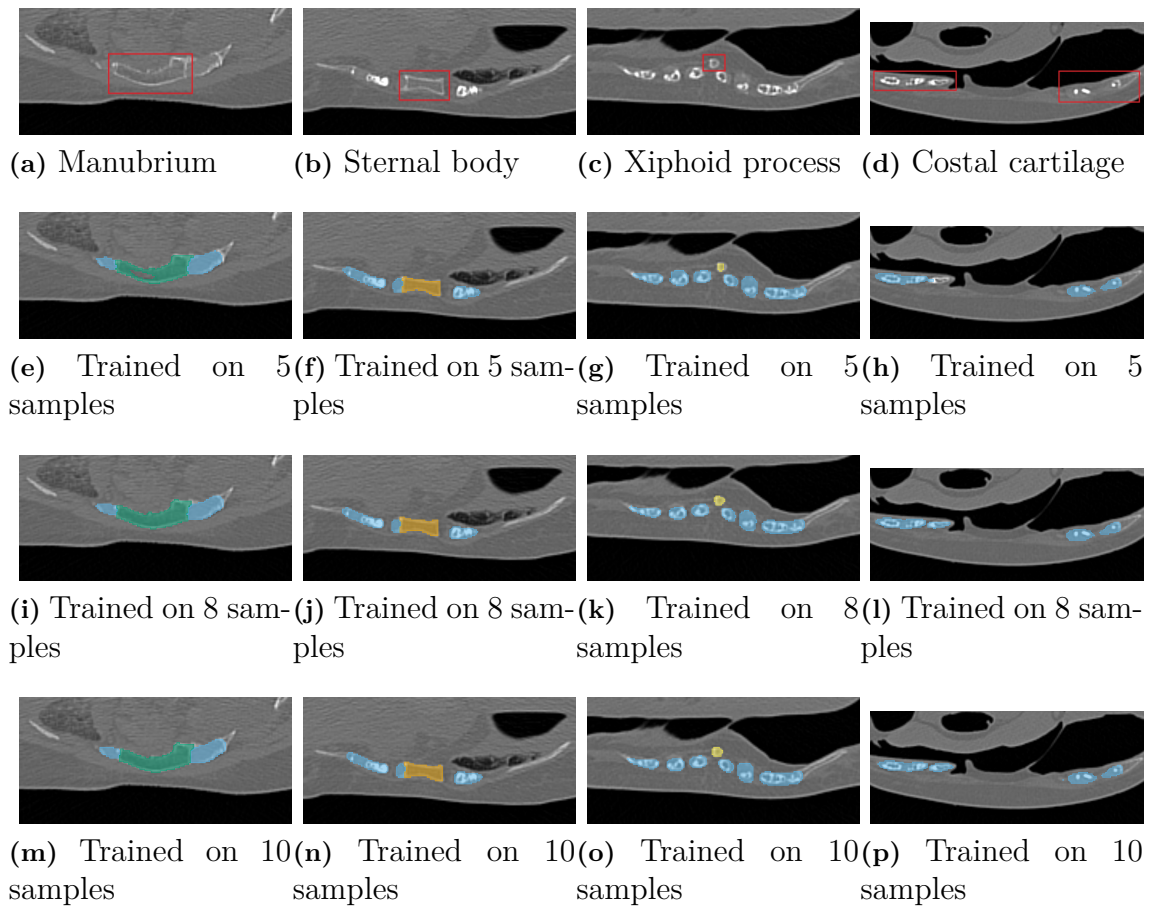 (a) Manubrium
(b) Sternal body
(c) Xiphoid process
(d) Costal cartilage
(e) Trained on 5
samples
(f) Trained on 5 sam-
ples
(g) Trained on 5
samples
(h) Trained on 5
samples
(i) Trained on 8 sam-
ples
(j) Trained on 8 sam-
ples
(k) Trained on 8
samples
(l) Trained on 8 sam-
ples
(m) Trained on 10
samples
(n) Trained on 10
samples
(o) Trained on 10
samples
(p) Trained on 10
samples